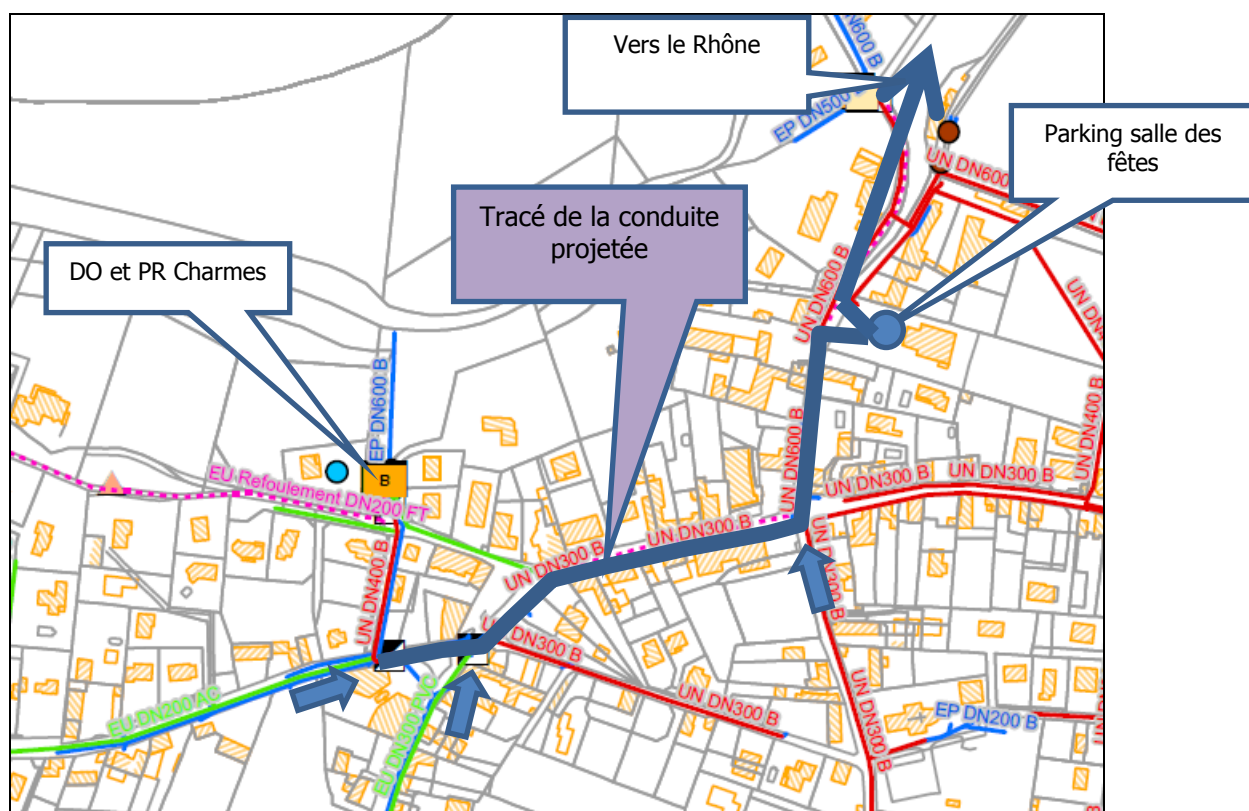 Vers le Rhône
Parking salle des
fêtes
Tracé de la conduite
projetée
DO et PR Charmes
DN600 B
EP DN500
UN DN600
UN DN600 B
UN DN600 B
EP DN600 B
B
EU Refoulement DN200 FT
UN DN400 B
UN DN400 B
UN DN300 B
UN DN300 B
UN DN300 B
UN DN300 B
UN DN300 B
UN DN300 B
UN DN300 B
UN DN300 B
EP DN200 B
EU DN200 AC
EU DN300 PVC